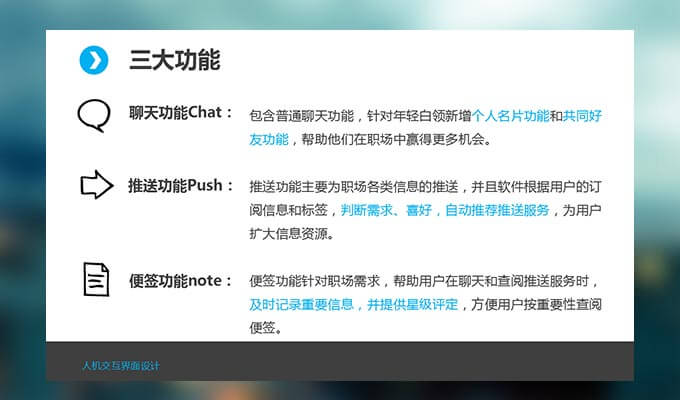 三大功能
聊天功能Chat：
包含普通聊天功能，针对年轻白领新增个人名片功能和共同好
友功能，帮助他们在职场中赢得更多机会。
推送功能Push：
推送功能主要为职场各类信息的推送，并且软件根据用户的订
阅信息和标签，判断需求、喜好，自动推荐推送服务，为用户
扩大信息资源。
便签功能note：
便签功能针对职场需求，帮助用户在聊天和查阅推送服务时，
及时记录重要信息，并提供星级评定，方便用户按重要性查阅
便签。
人机交互界面设计